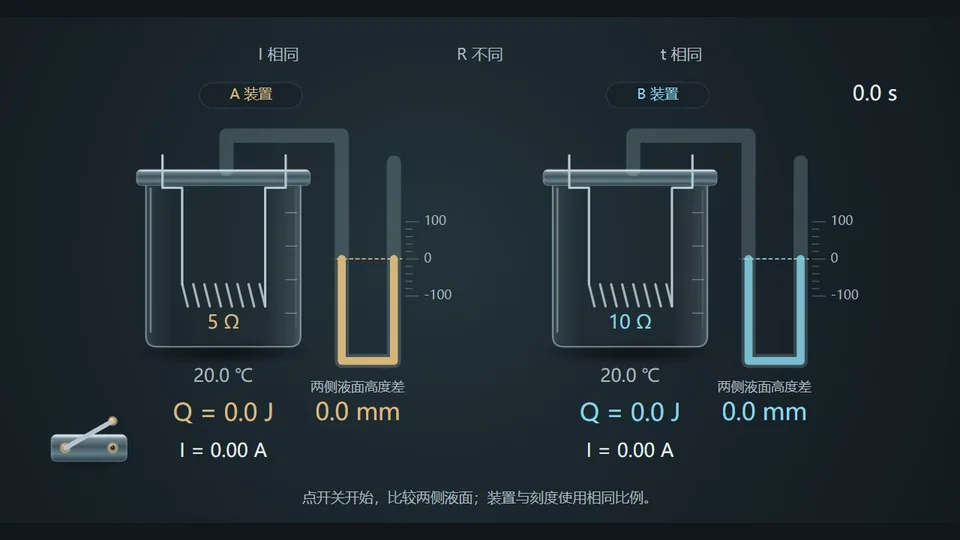 I 相同
R 不同
t 相同
A 装置
B 装置
0.0 s
100
0
-100
100
0
-100
5 Ω
10 Ω
20.0 ℃
两侧液面高度差
20.0 ℃
两侧液面高度差
Q = 0.0 J
0.0 mm
Q = 0.0 J
0.0 mm
I = 0.00 A
I = 0.00 A
点开关开始，比较两侧液面；装置与刻度使用相同比例。